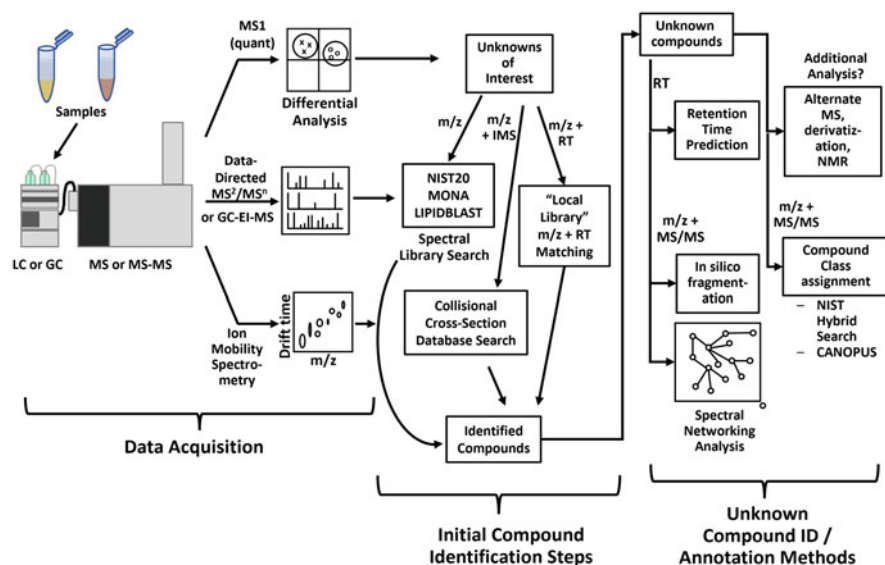 Samples
LC or GC
MS or MS-MS
MS1
(quant)
Differential
Analysis
Data-
Directed
MS²/MSⁿ
or GC-EI-MS
Ion
Mobility
Spectro-
metry
Drift time
m/z
Data Acquisition
Unknowns
of
Interest
m/z
m/z
+ IMS
m/z +
RT
NIST20
MONA
LIPIDBLAST
Spectral
Library Search
“Local
Library”
m/z + RT
Matching
Collisional
Cross-Section
Database Search
Identified
Compounds
Initial Compound
Identification Steps
Unknown
compounds
RT
Retention
Time
Prediction
Additional
Analysis?
Alternate
MS,
derivatiz-
ation,
NMR
m/z +
MS/MS
m/z +
MS/MS
In silico
fragment-
ation
Compound
Class
assignment
– NIST
Hybrid
Search
– CANOPUS
Spectral
Networking
Analysis
Unknown
Compound ID /
Annotation Methods